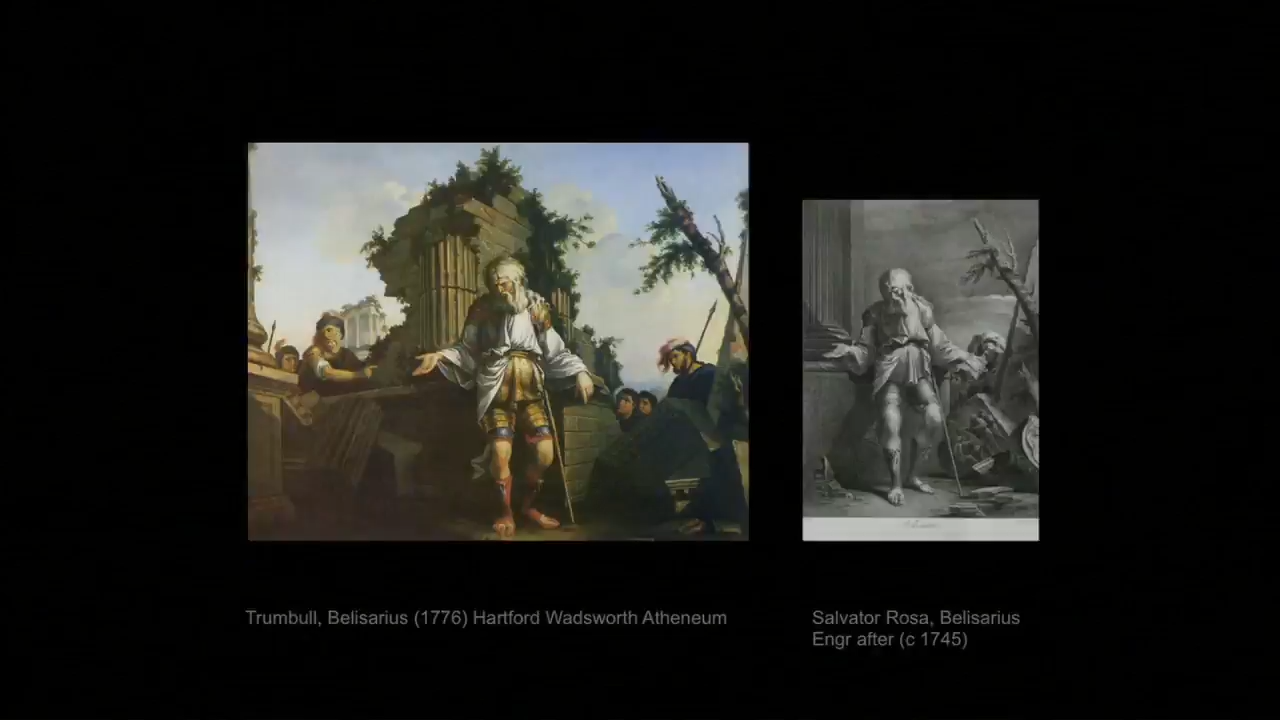 Trumbull, Belisarius (1776) Hartford Wadsworth Atheneum
Salvator Rosa, Belisarius
Engr after (c 1745)